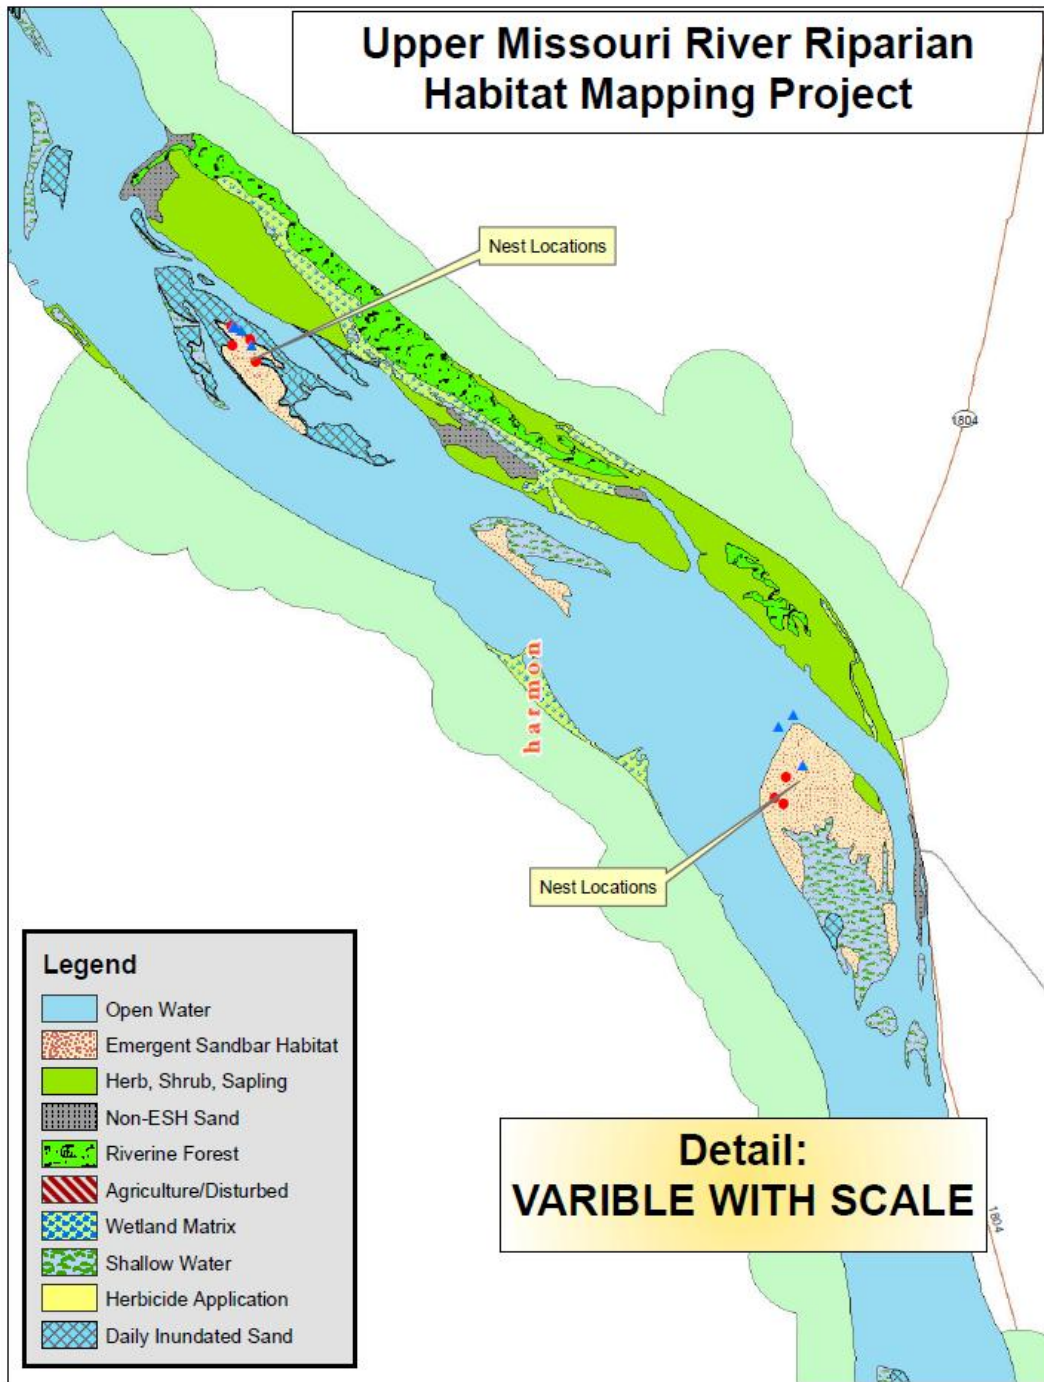 Upper Missouri River Riparian
Habitat Mapping Project
Nest Locations
1804
harmon
Nest Locations
Legend
Open Water
Emergent Sandbar Habitat
Herb, Shrub, Sapling
Non-ESH Sand
Riverine Forest
Agriculture/Disturbed
Wetland Matrix
Shallow Water
Herbicide Application
Daily Inundated Sand
Detail:
VARIBLE WITH SCALE
1804